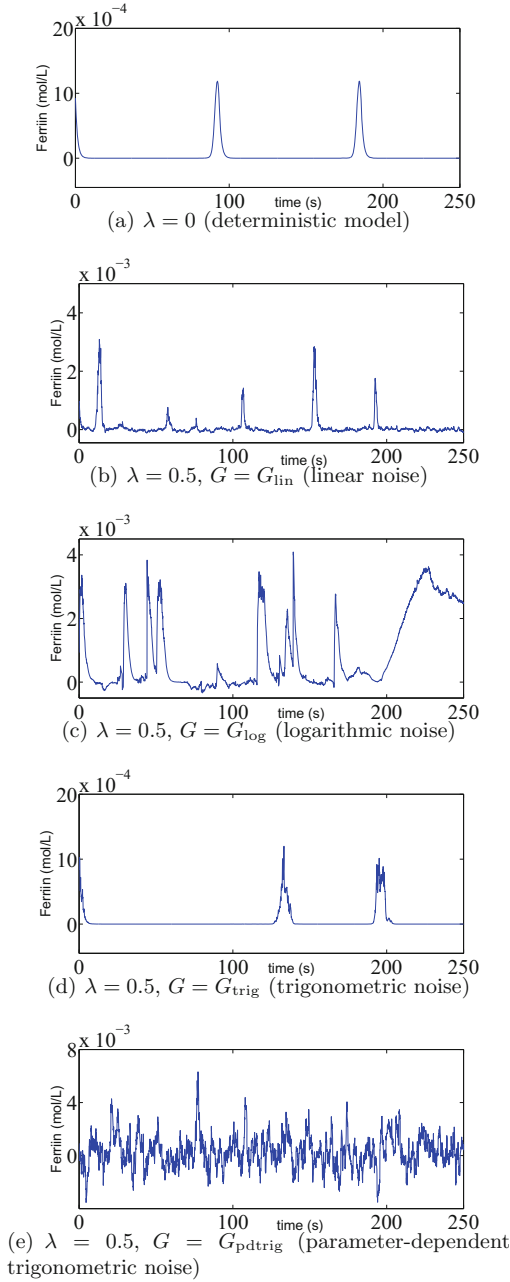 x 10⁻⁴
20
10
0
Ferriin (mol/L)
0 100 200 250
time (s)
(a) λ = 0 (deterministic model)
x 10⁻³
4
2
0
Ferriin (mol/L)
0 100 200 250
time (s)
(b) λ = 0.5, G = G_lin (linear noise)
x 10⁻³
4
2
0
Ferriin (mol/L)
0 100 200 250
time (s)
(c) λ = 0.5, G = G_log (logarithmic noise)
x 10⁻⁴
20
10
0
Ferriin (mol/L)
0 100 200 250
time (s)
(d) λ = 0.5, G = G_trig (trigonometric noise)
x 10⁻³
8
4
0
Ferriin (mol/L)
0 100 200 250
time (s)
(e) λ = 0.5, G = G_pdtrig (parameter-dependent
trigonometric noise)